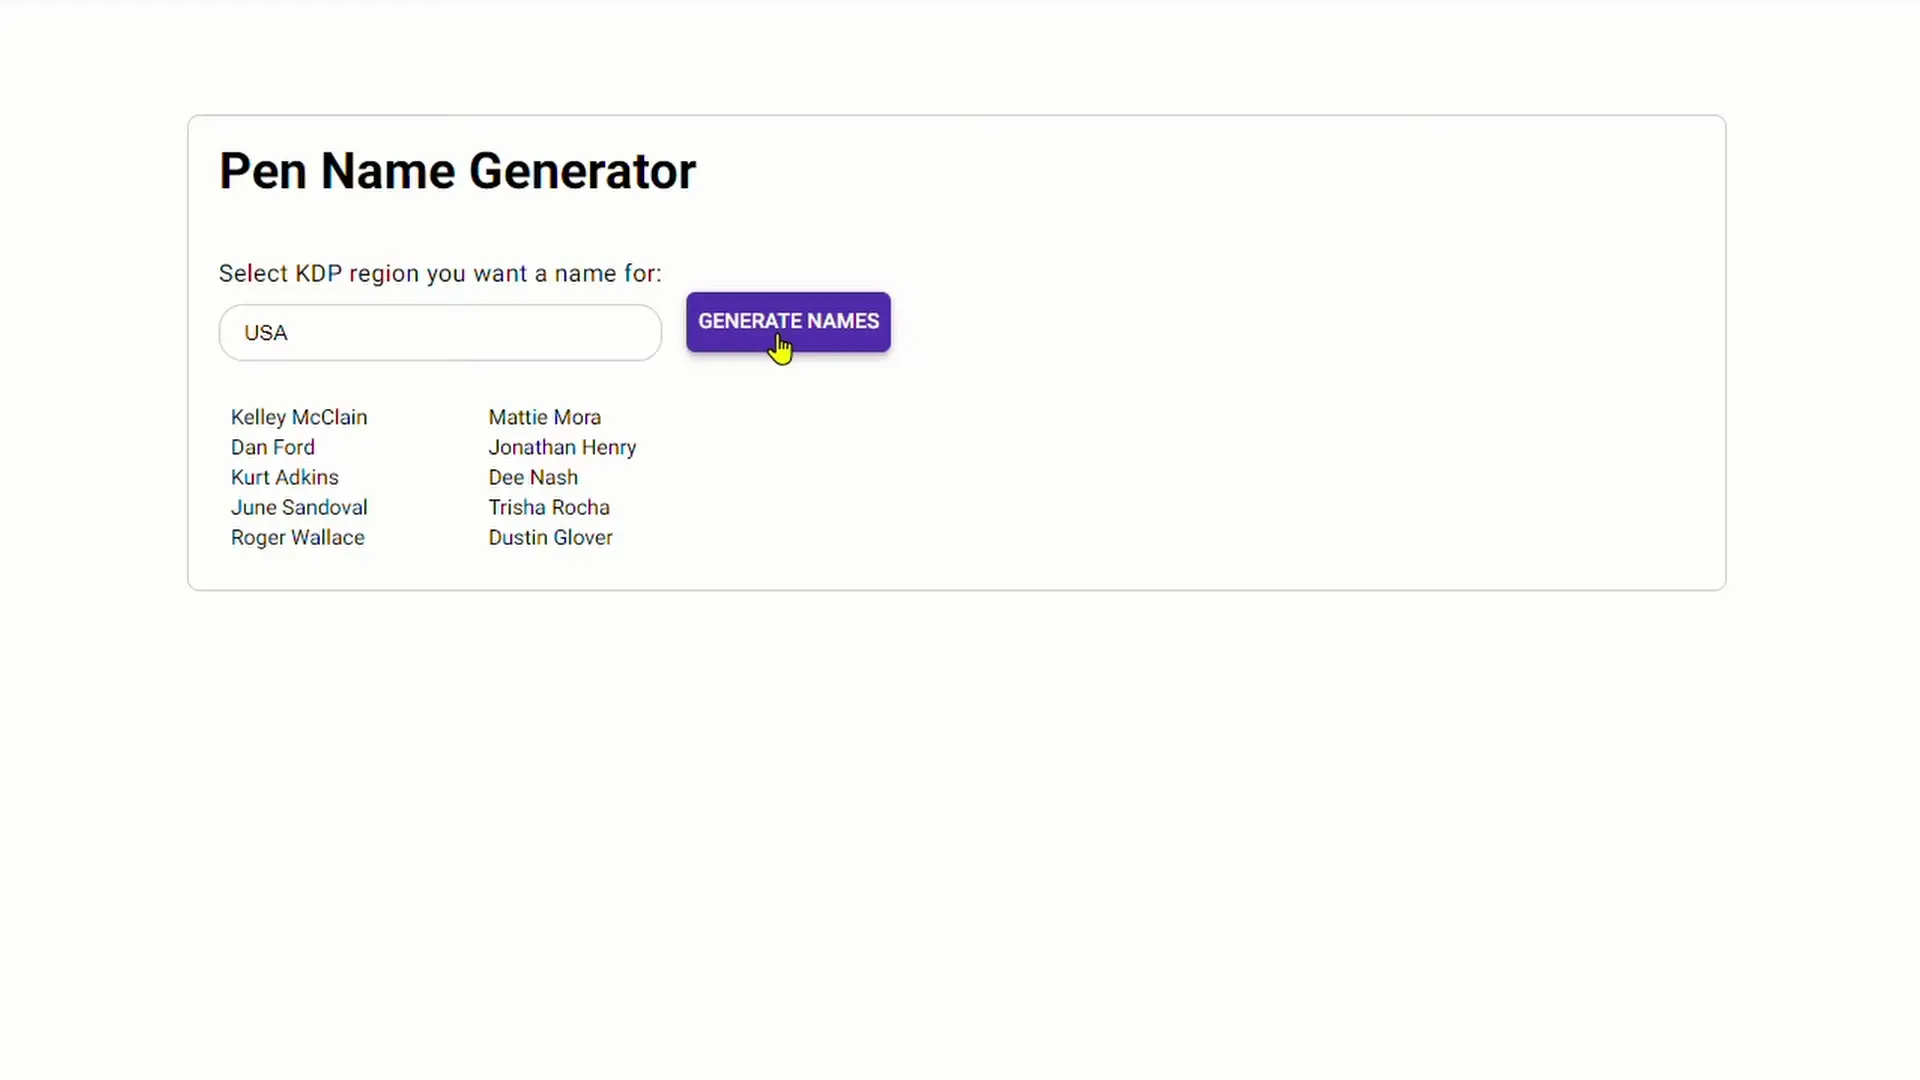 Pen Name Generator
Select KDP region you want a name for:
USA
GENERATE NAMES
Kelley McClain
Dan Ford
Kurt Adkins
June Sandoval
Roger Wallace
Mattie Mora
Jonathan Henry
Dee Nash
Trisha Rocha
Dustin Glover